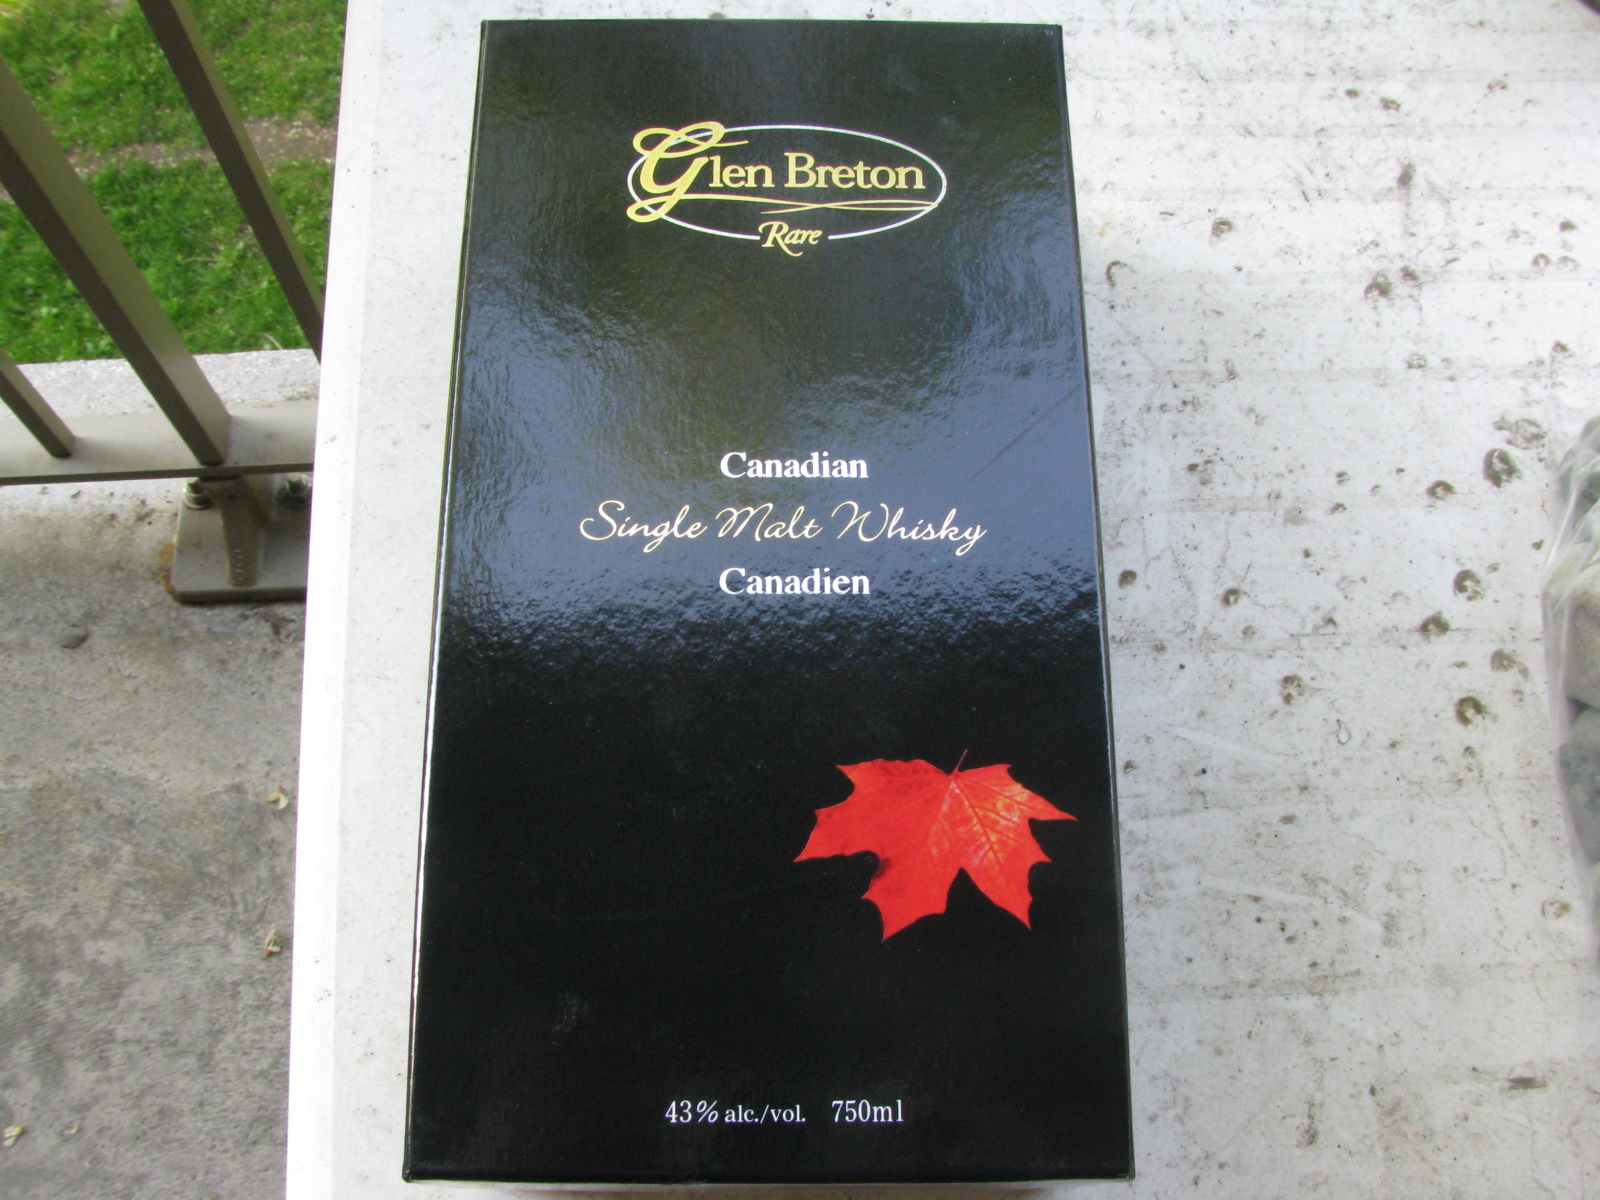 Glen Breton
Rare
Canadian
Single Malt Whisky
Canadien
43% alc./vol. 750ml